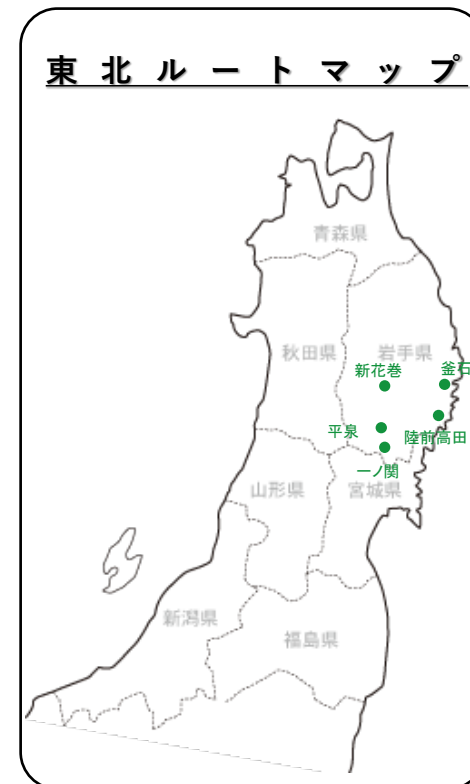 東北ルートマップ
青森県
秋田県
岩手県
新花巻
釜石
平泉
陸前高田
一ノ関
山形県
宮城県
新潟県
福島県